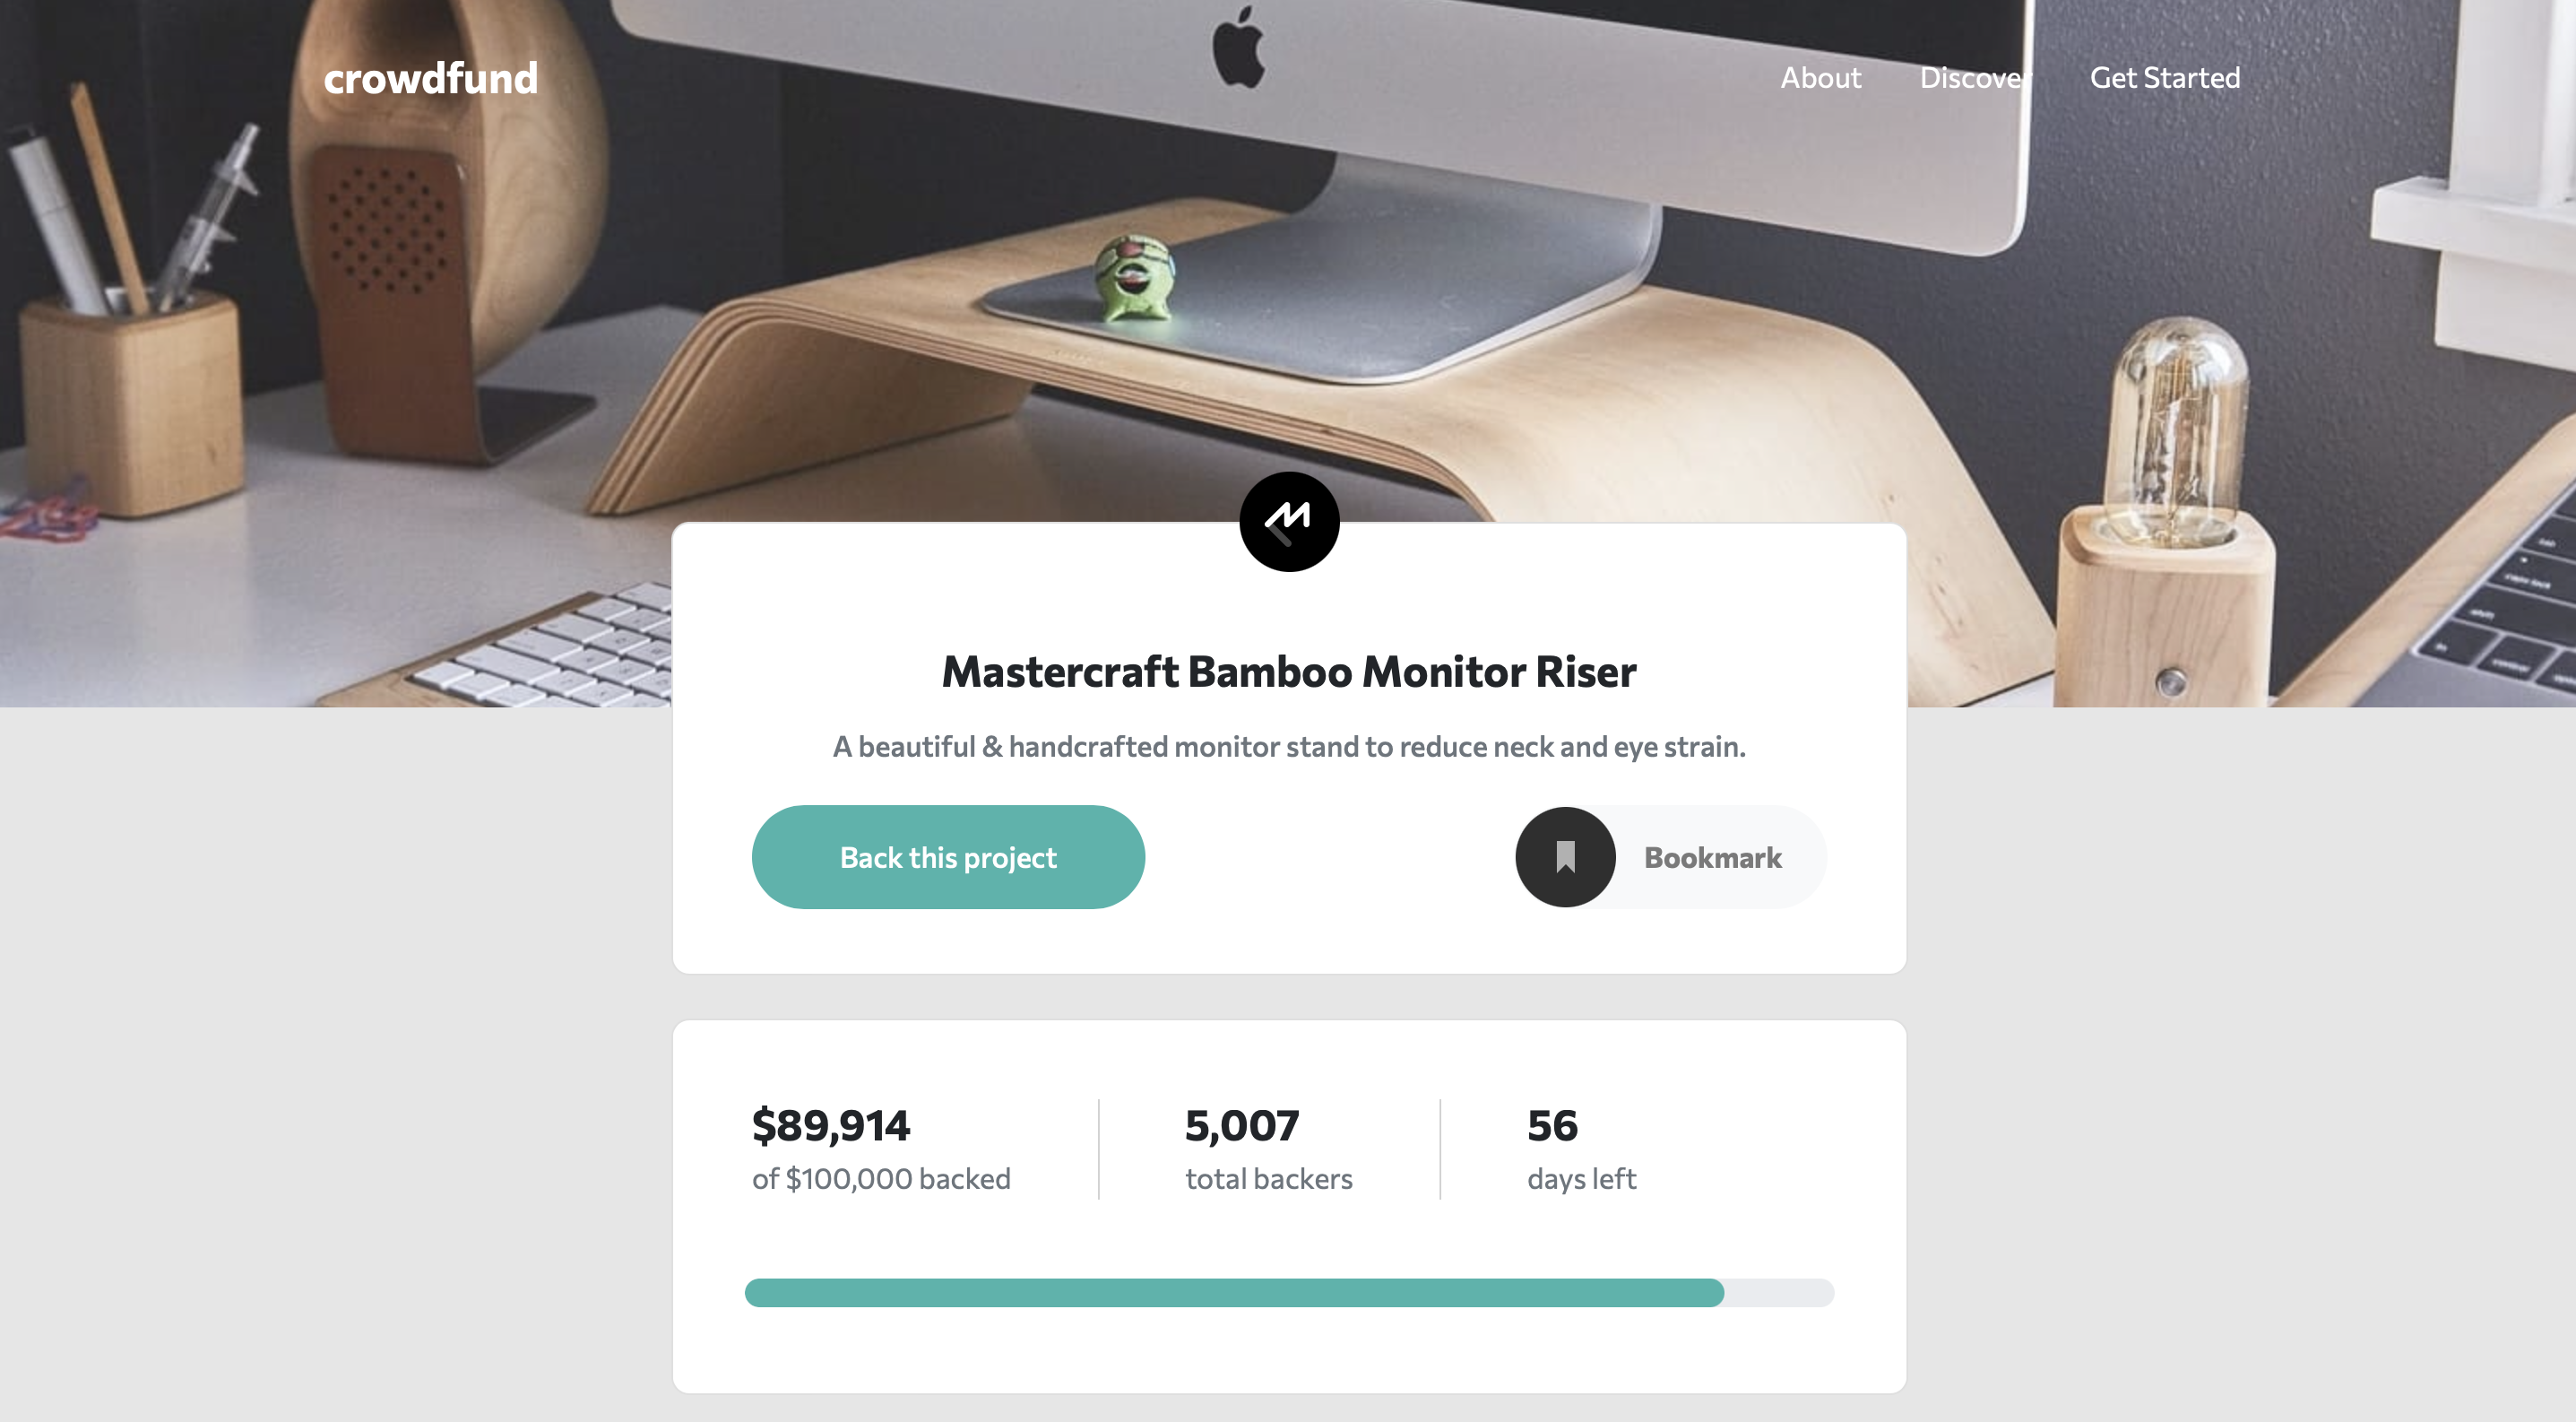 crowdfund
About
Discover
Get Started
Mastercraft Bamboo Monitor Riser
A beautiful & handcrafted monitor stand to reduce neck and eye strain.
Back this project
Bookmark
$89,914
of $100,000 backed
5,007
total backers
56
days left